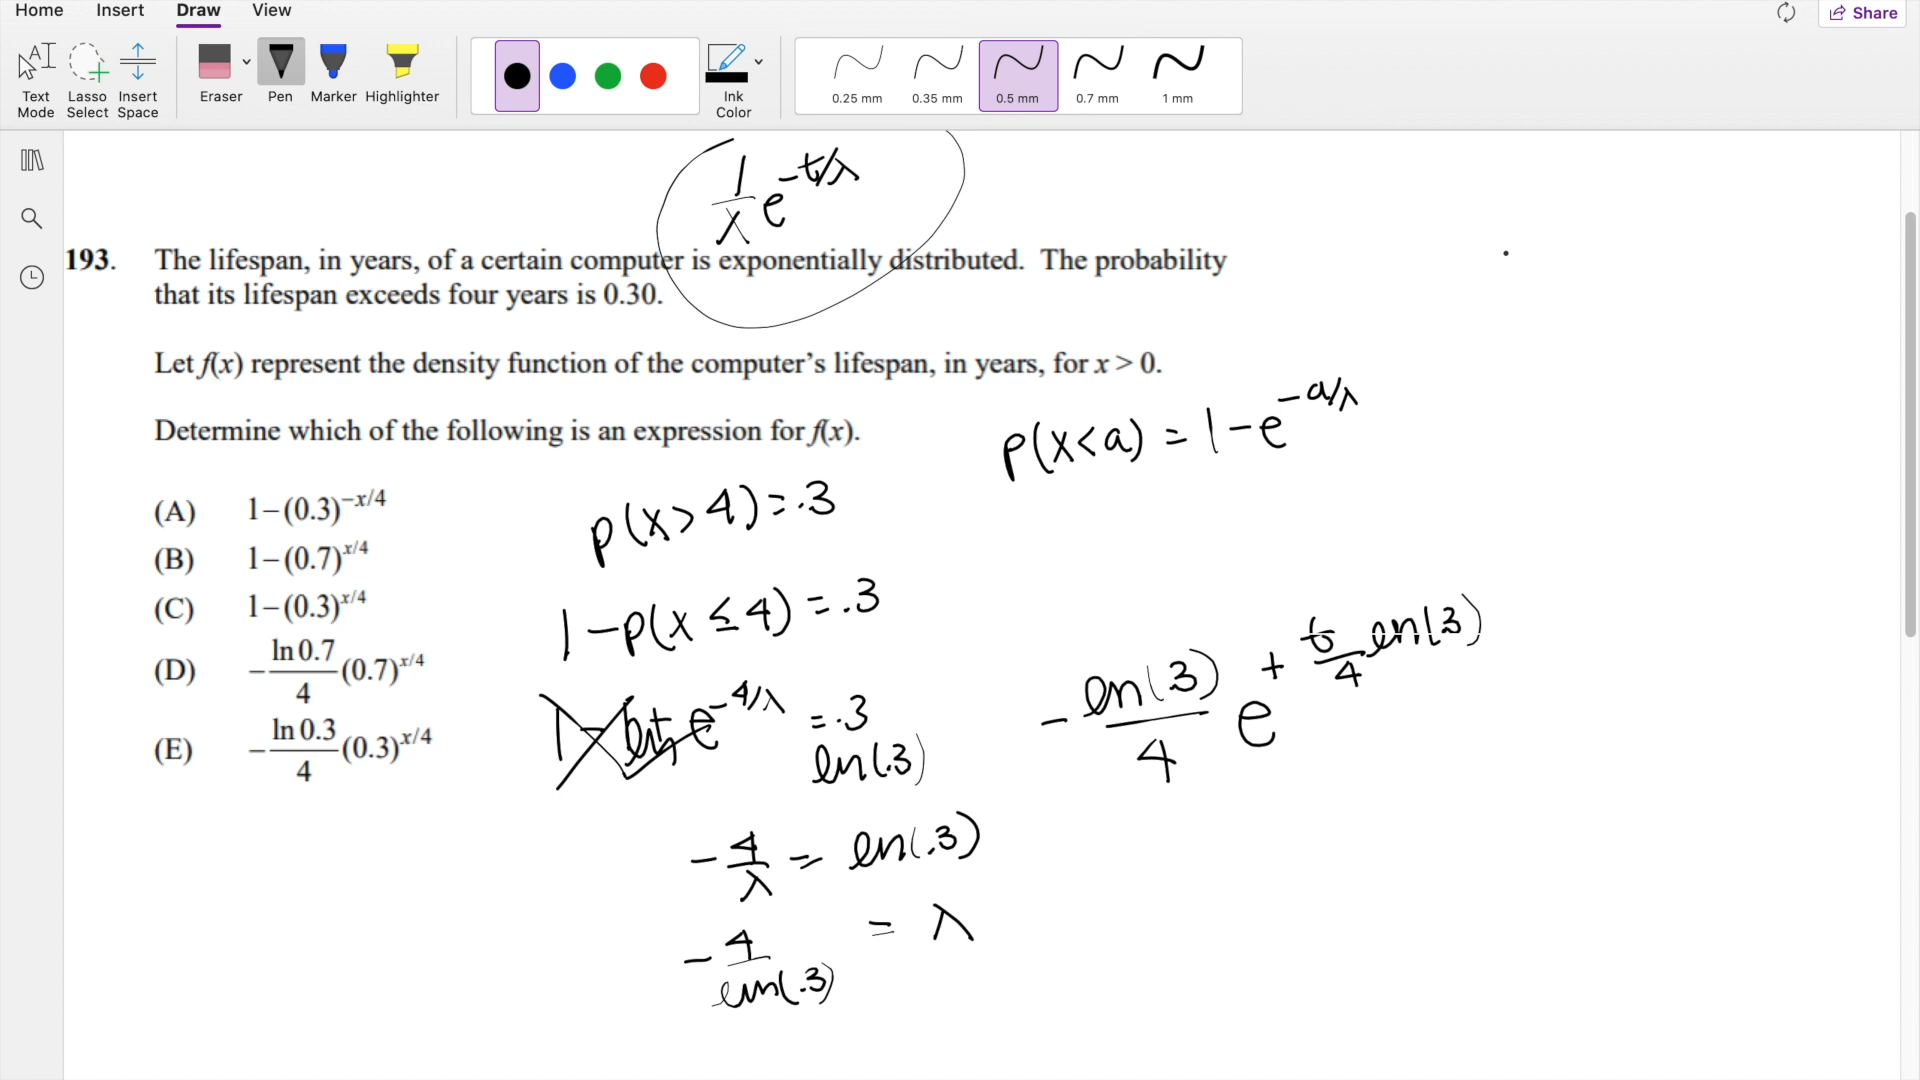 Home Insert Draw View
Share
Text Mode
Lasso Select
Insert Space
Eraser
Pen
Marker
Highlighter
Ink Color
0.25 mm
0.35 mm
0.5 mm
0.7 mm
1 mm
1/λ e^(-t/λ)
193. The lifespan, in years, of a certain computer is exponentially distributed. The probability
that its lifespan exceeds four years is 0.30.
Let f(x) represent the density function of the computer’s lifespan, in years, for x > 0.
Determine which of the following is an expression for f(x).
p(x<a) = 1-e^(-a/λ)
(A) 1–(0.3)^(−x/4)
(B) 1–(0.7)^(x/4)
(C) 1–(0.3)^(x/4)
(D) −(ln 0.7)/4 (0.7)^(x/4)
(E) −(ln 0.3)/4 (0.3)^(x/4)
p(x>4)=.3
1-p(x≤4)=.3
e^(-4/λ) =.3
ln(.3)
-4/λ = ln(.3)
-4/ln(.3) = λ
-ln(.3)/4 e^(+t/4 ln(.3))